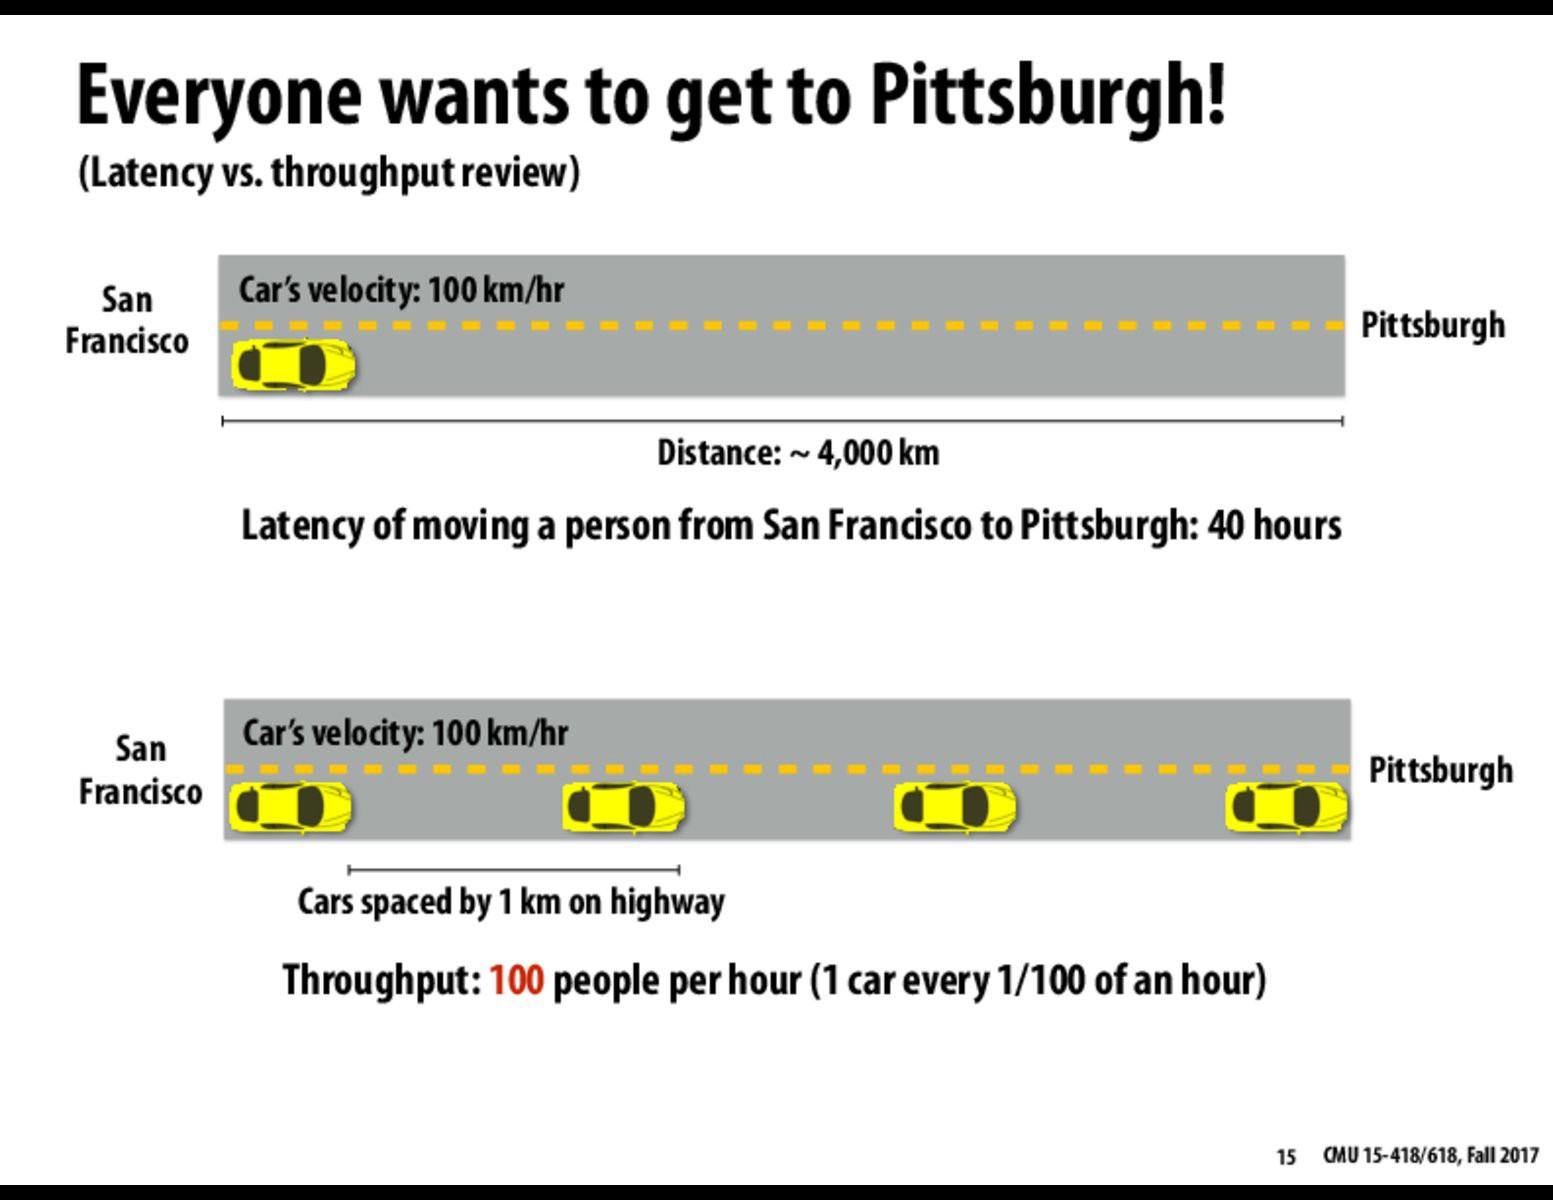 Everyone wants to get to Pittsburgh!
(Latency vs. throughput review)
Car’s velocity: 100 km/hr
San
Francisco
Pittsburgh
Distance: ~ 4,000 km
Latency of moving a person from San Francisco to Pittsburgh: 40 hours
Car’s velocity: 100 km/hr
San
Francisco
Pittsburgh
Cars spaced by 1 km on highway
Throughput: 100 people per hour (1 car every 1/100 of an hour)
15 CMU 15-418/618, Fall 2017